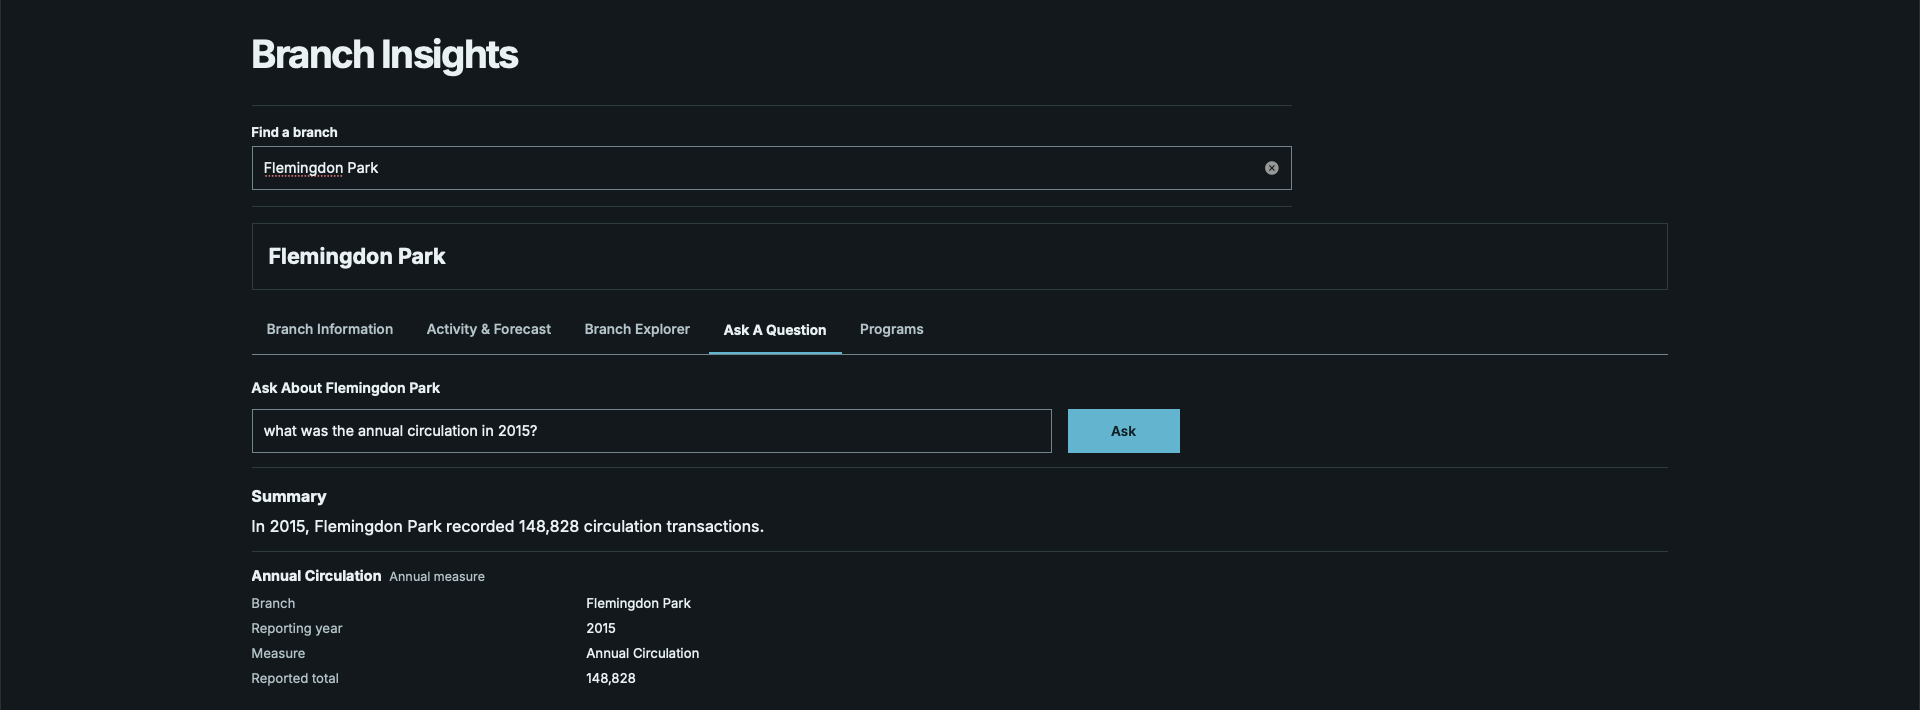 Branch Insights
Find a branch
Flemingdon Park
Flemingdon Park
Branch Information Activity & Forecast Branch Explorer Ask A Question Programs
Ask About Flemingdon Park
what was the annual circulation in 2015? Ask
Summary
In 2015, Flemingdon Park recorded 148,828 circulation transactions.
Annual Circulation Annual measure
Branch Flemingdon Park
Reporting year 2015
Measure Annual Circulation
Reported total 148,828